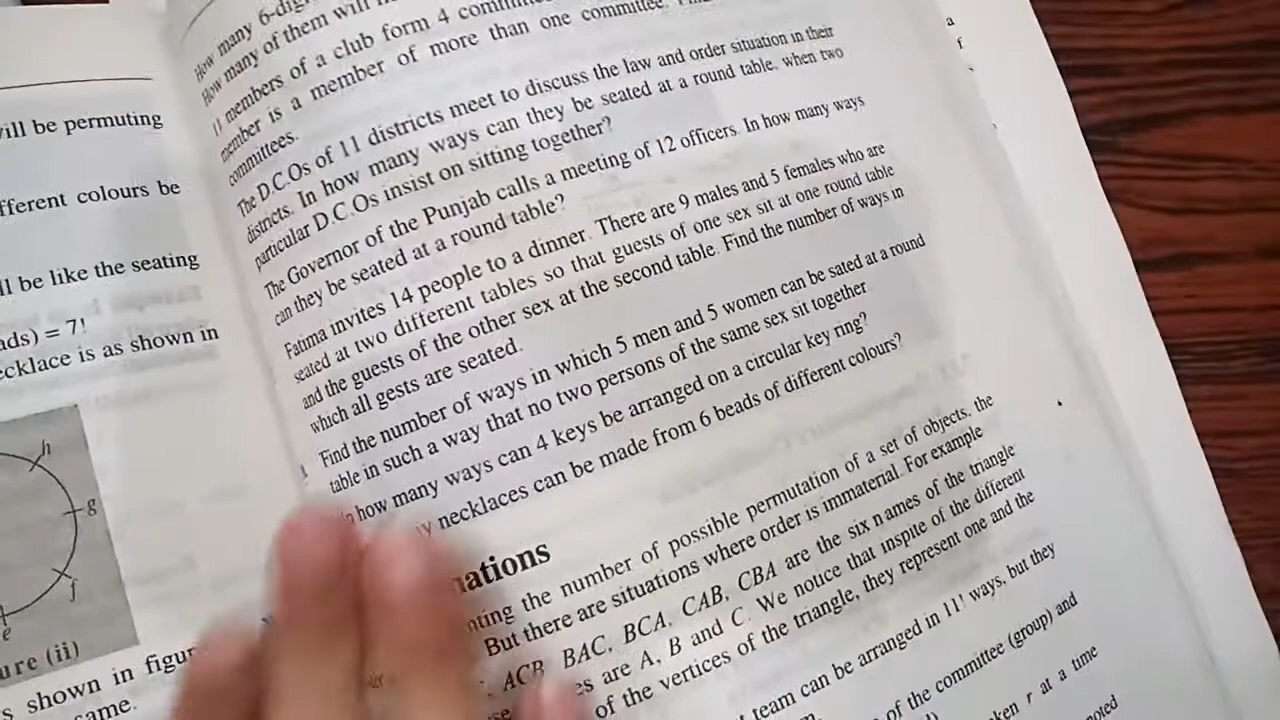 will be permuting
fferent colours be
ll be like the seating
ads) = 7!
ecklace is as shown in
h
g
f
e
ure (ii)
s shown in figur
same.
How many 6-dig
How many of them will
11 members of a club form 4
member is a member of more than one committee.
committees.
The D.C.Os of 11 districts meet to discuss the law and order situation in their
districts. In how many ways can they be seated at a round table, when two
particular D.C.Os insist on sitting together?
The Governor of the Punjab calls a meeting of 12 officers. In how many ways
can they be seated at a round table?
Fatima invites 14 people to a dinner. There are 9 males and 5 females who are
seated at two different tables so that guests of one sex sit at one round table
and the guests of the other sex at the second table. Find the number of ways in
which all gests are seated.
Find the number of ways in which 5 men and 5 women can be sated at a round
table in such a way that no two persons of the same sex sit together
how many ways can 4 keys be arranged on a circular key ring?
y necklaces can be made from 6 beads of different colours?
nations
nting the number of possible permutation of a set of objects, the
But there are situations where order is immaterial. For example
ACB, BAC, BCA, CAB, CBA are the six names of the triangle
es are A, B and C. We notice that inspite of the different
of the vertices of the triangle, they represent one and the
team can be arranged in 11! ways, but they
of the committee (group) and
ken r at a time
noted
a
f